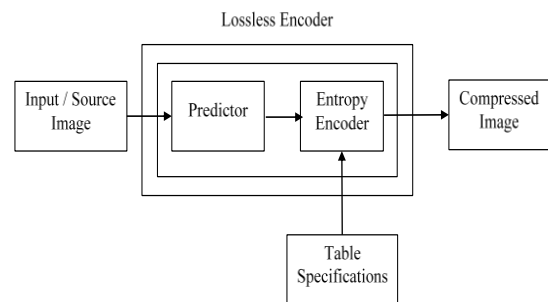 Lossless Encoder
Input / Source
Image
Predictor
Entropy
Encoder
Compressed
Image
Table
Specifications